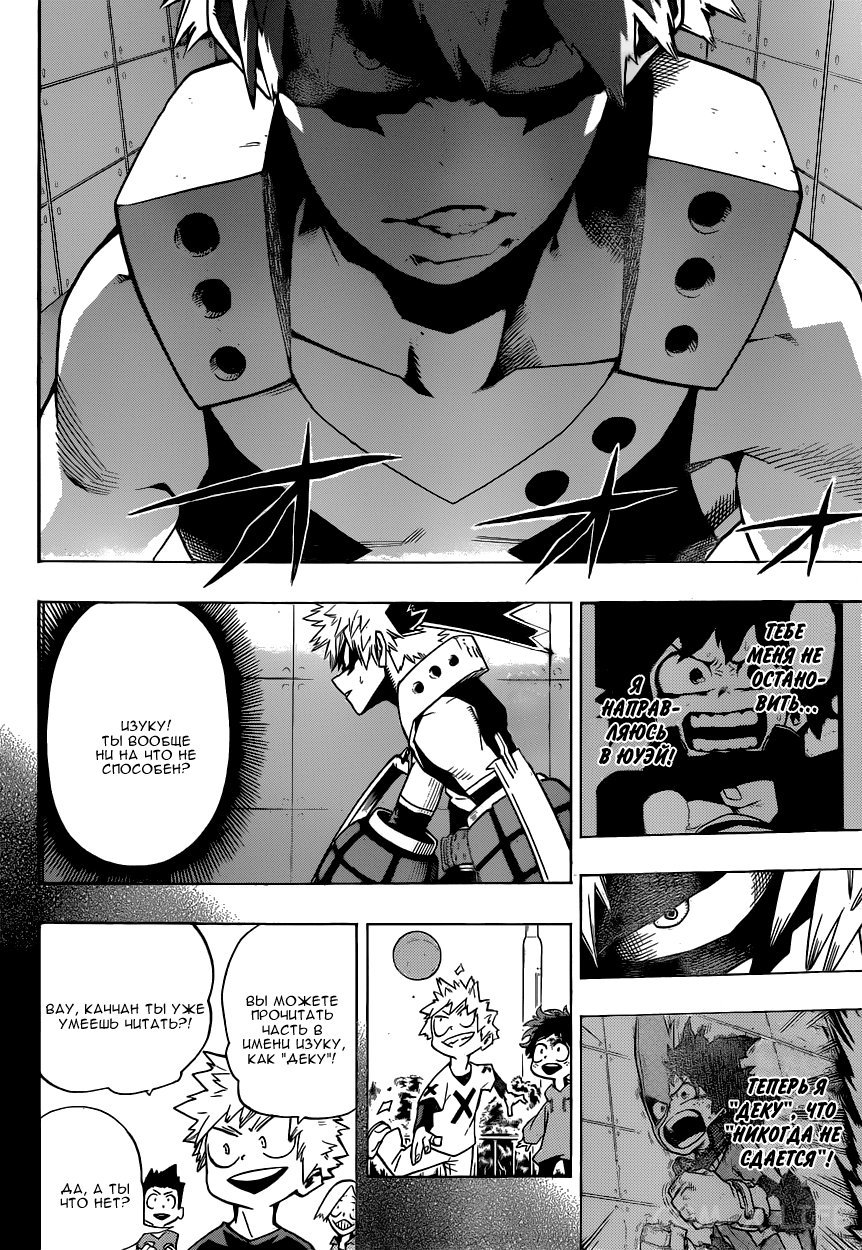 ТЕБЕ
МЕНЯ НЕ
ОСТАНО-
ВИТЬ...
Я
НАПРАВ-
ЛЯЮСЬ
В
ЮУЭЙ!
ТЕПЕРЬ Я
"ДЕКУ", ЧТО
"НИКОГДА НЕ
СДАЕТСЯ"!
ИЗУКУ!
ТЫ ВООБЩЕ
НИ НА ЧТО НЕ
СПОСОБЕН?
ВЫ МОЖЕТЕ
ПРОЧИТАТЬ
ЧАСТЬ В
ИМЕНИ ИЗУКУ,
КАК "ДЕКУ"!
ВАУ, КАЧЧАН ТЫ УЖЕ
УМЕЕШЬ ЧИТАТЬ?!
ДА, А ТЫ
ЧТО НЕТ?